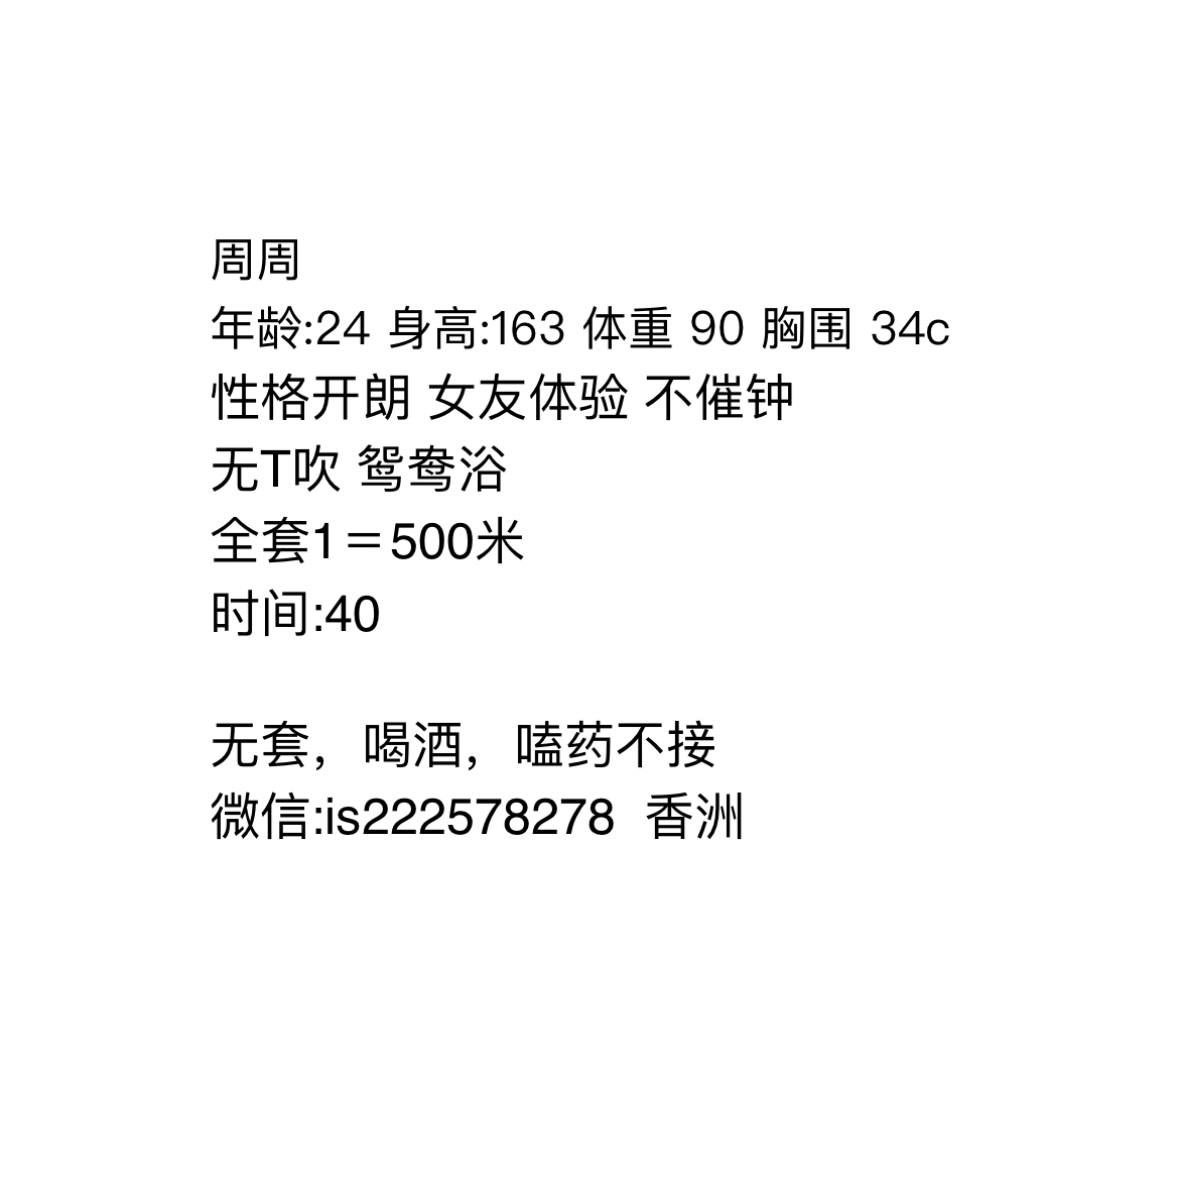 周周
年龄:24 身高:163 体重 90 胸围 34c
性格开朗 女友体验 不催钟
无T吹 鸳鸯浴
全套1＝500米
时间:40
无套，喝酒，嗑药不接
微信:is222578278 香洲